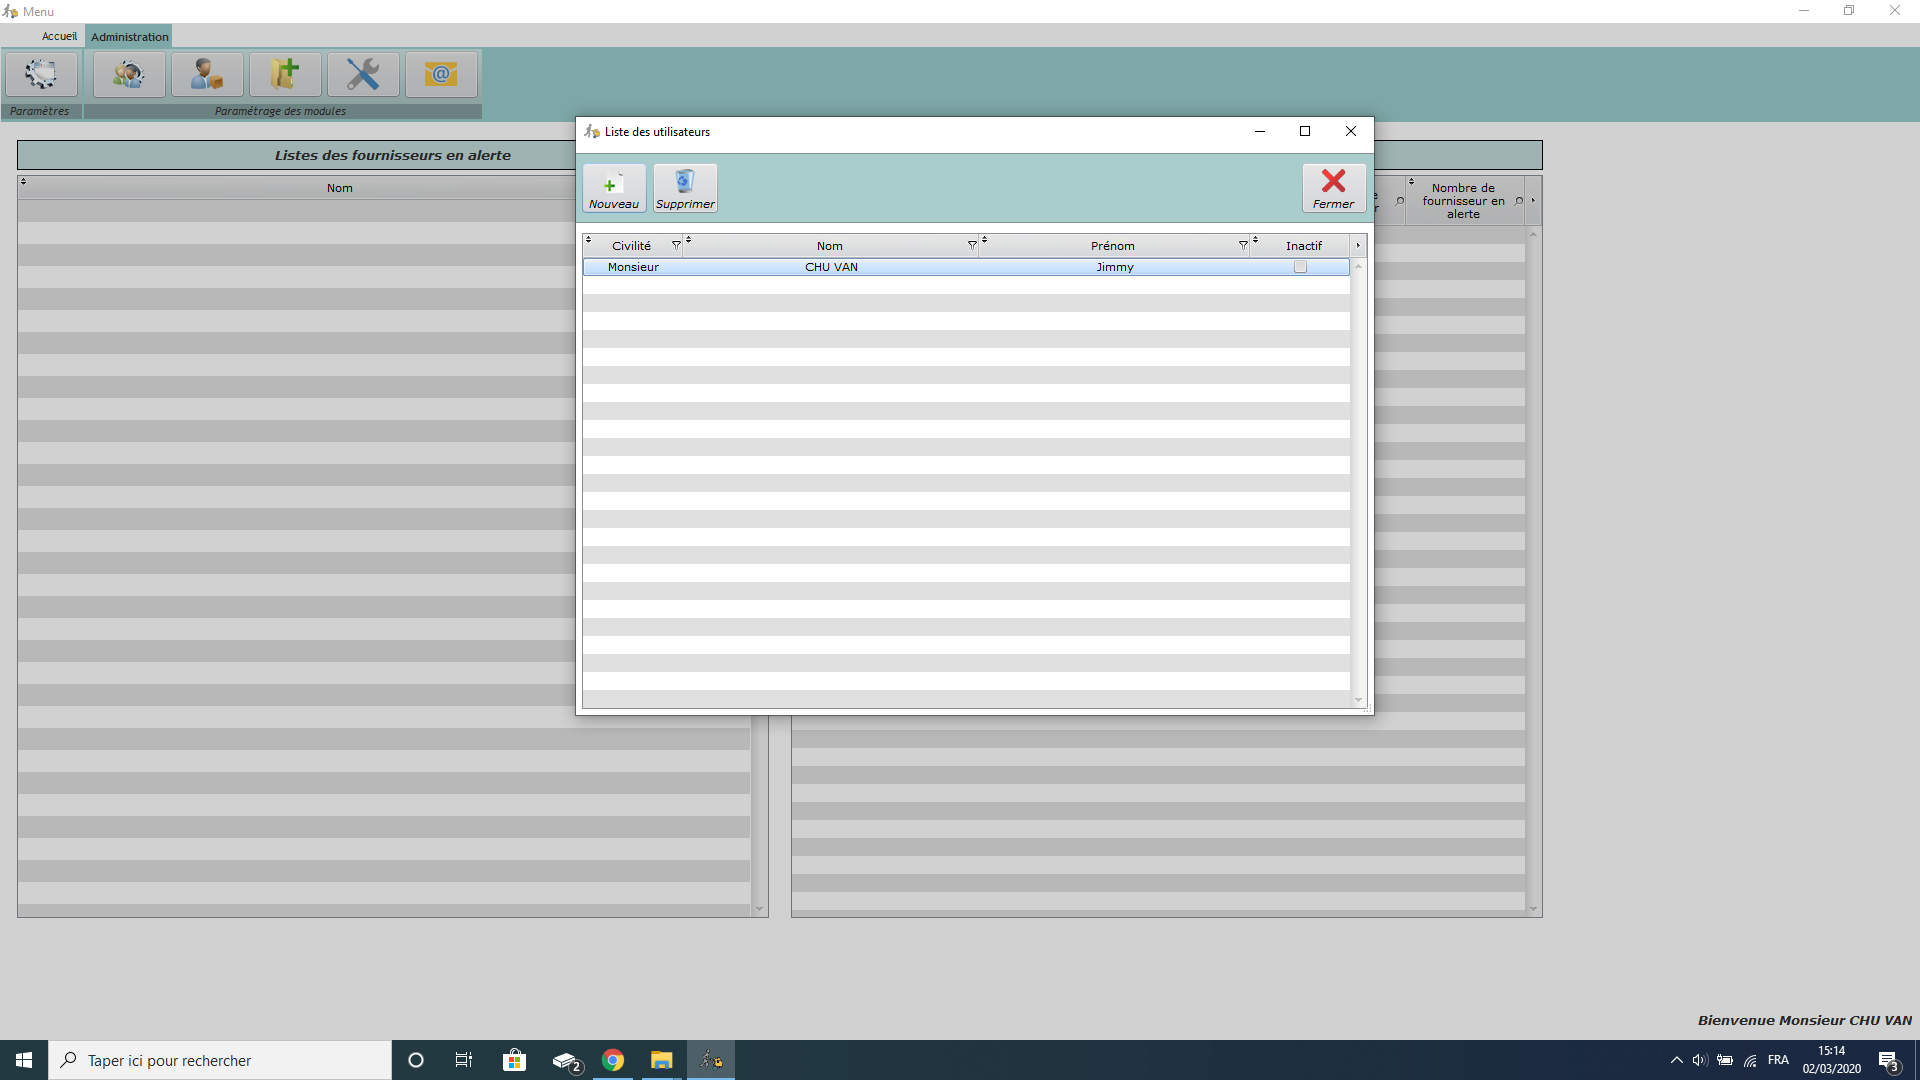 Menu
Accueil
Administration
Paramètres
Paramétrage des modules
Listes des fournisseurs en alerte
Nom
Nombre de
fournisseur en
alerte
Liste des utilisateurs
Nouveau
Supprimer
Fermer
Civilité
Nom
Prénom
Inactif
Monsieur
CHU VAN
Jimmy
Bienvenue Monsieur CHU VAN
Taper ici pour rechercher
2
FRA
15:14
02/03/2020
3